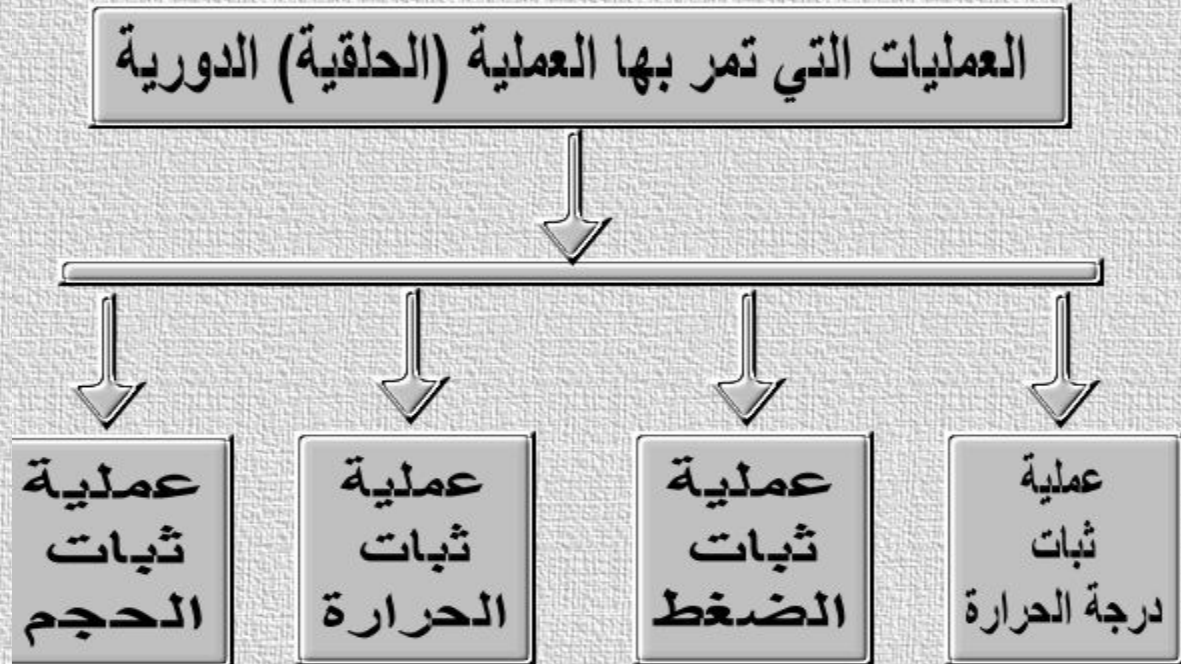 العمليات التي تمر بها العملية (الحلقية) الدورية
عملية
ثبات
درجة الحرارة
عملية
ثبات
الضغط
عملية
ثبات
الحرارة
عملية
ثبات
الحجم